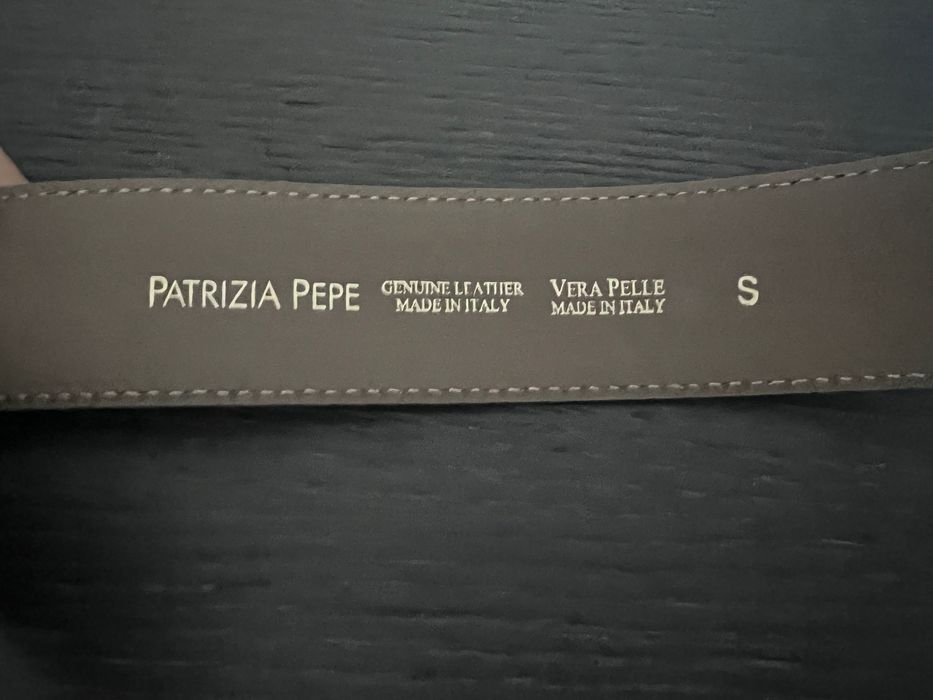 PATRIZIA PEPE
GENUINE LEATHER
MADE IN ITALY
VERA PELLE
MADE IN ITALY
S